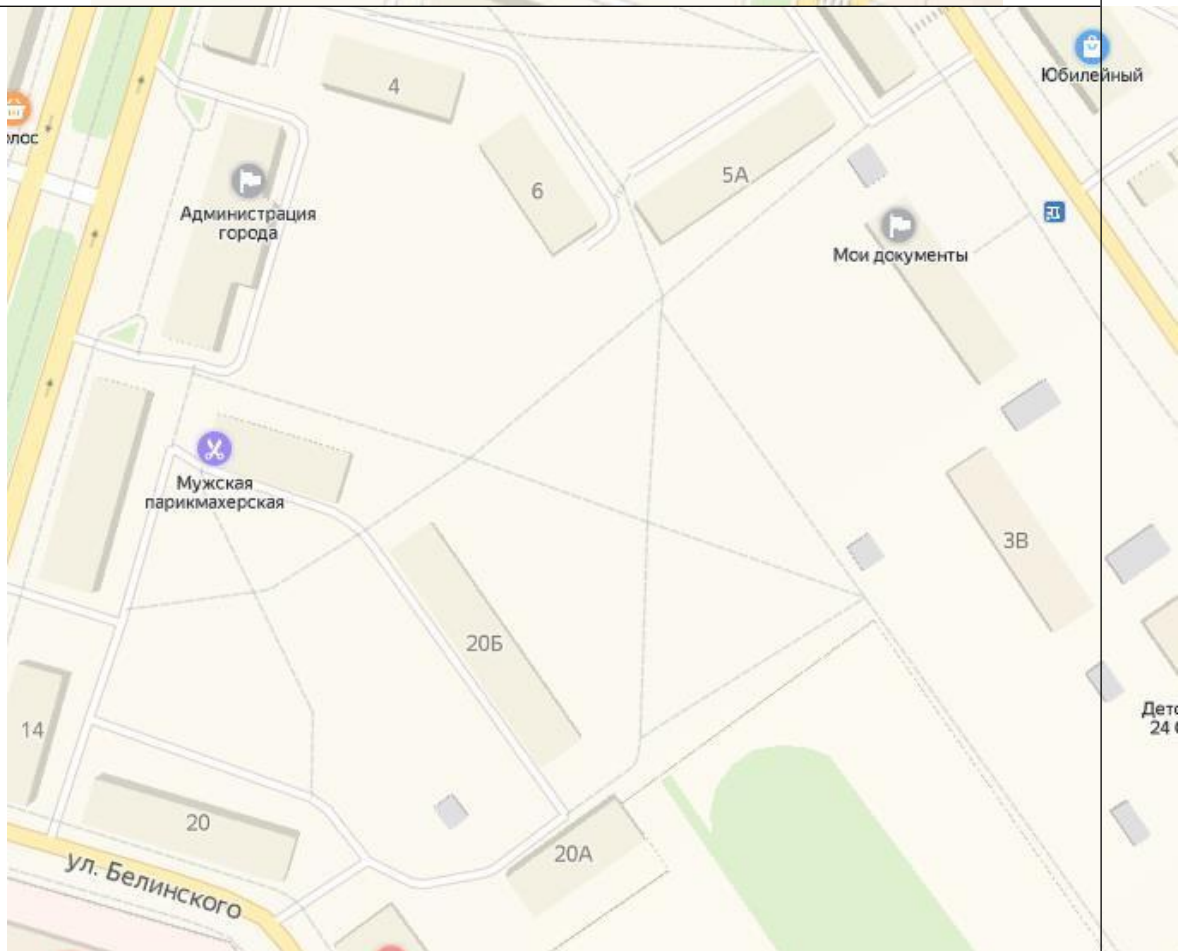 Юбилейный
4
5А
6
Администрация
города
Мои документы
Мужская
парикмахерская
3В
20Б
14
20
20А
ул. Белинского